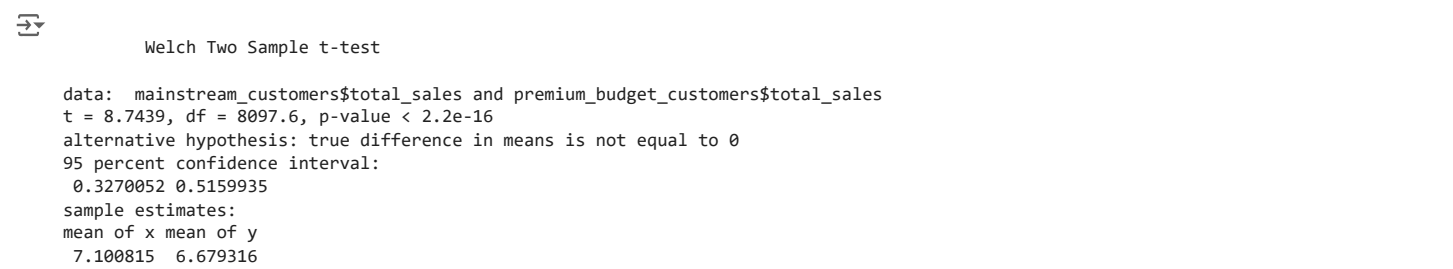 Welch Two Sample t-test
data:  mainstream_customers$total_sales and premium_budget_customers$total_sales
t = 8.7439, df = 8097.6, p-value < 2.2e-16
alternative hypothesis: true difference in means is not equal to 0
95 percent confidence interval:
0.3270052 0.5159935
sample estimates:
mean of x mean of y
7.100815  6.679316